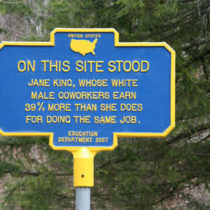 UNITED STATES
ON THIS SITE STOOD
JANE KING, WHOSE WHITE
MALE COWORKERS EARN
39% MORE THAN SHE DOES
FOR DOING THE SAME JOB.
EDUCATION
DEPARTMENT 2007